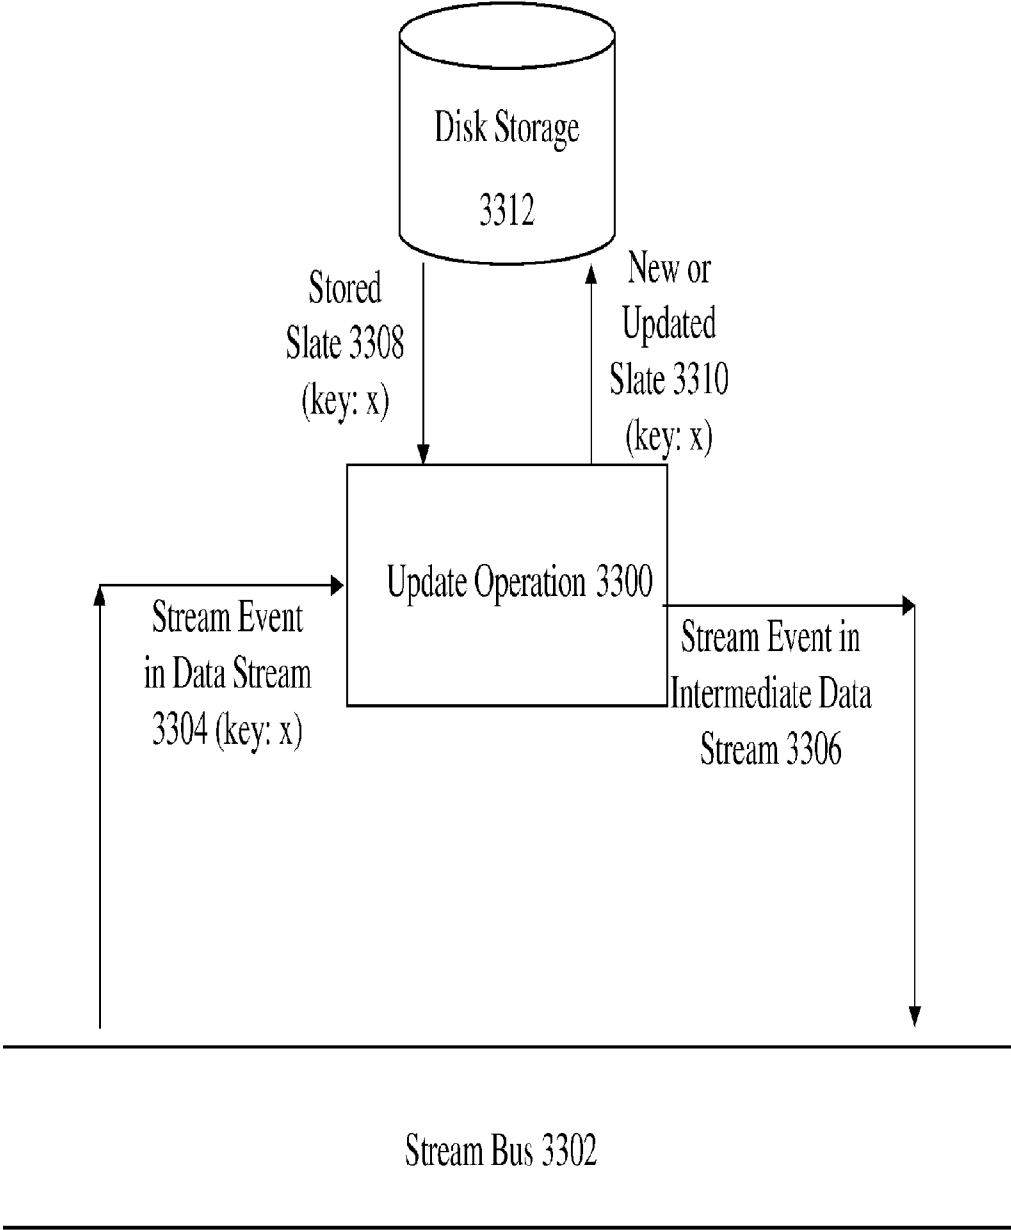 Disk Storage
3312
Stored
Slate 3308
(key: x)
New or
Updated
Slate 3310
(key: x)
Update Operation 3300
Stream Event
in Data Stream
3304 (key: x)
Stream Event in
Intermediate Data
Stream 3306
Stream Bus 3302